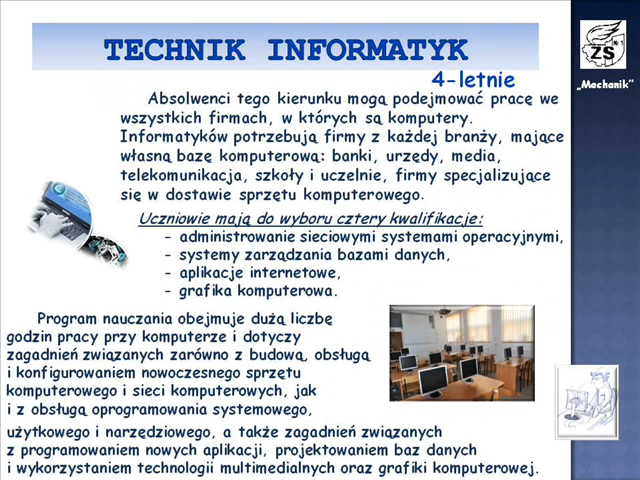 TECHNIK INFORMATYK
4-letnie
ZS
Nr 1
„Mechanik”
Absolwenci tego kierunku mogą podejmować pracę we
wszystkich firmach, w których są komputery.
Informatyków potrzebują firmy z każdej branży, mające
własną bazę komputerową: banki, urzędy, media,
telekomunikacja, szkoły i uczelnie, firmy specjalizujące
się w dostawie sprzętu komputerowego.
Uczniowie mają do wyboru cztery kwalifikacje:
- administrowanie sieciowymi systemami operacyjnymi,
- systemy zarządzania bazami danych,
- aplikacje internetowe,
- grafika komputerowa.
Program nauczania obejmuje dużą liczbę
godzin pracy przy komputerze i dotyczy
zagadnień związanych zarówno z budową, obsługą
i konfigurowaniem nowoczesnego sprzętu
komputerowego i sieci komputerowych, jak
i z obsługą oprogramowania systemowego,
użytkowego i narzędziowego, a także zagadnień związanych
z programowaniem nowych aplikacji, projektowaniem baz danych
i wykorzystaniem technologii multimedialnych oraz grafiki komputerowej.